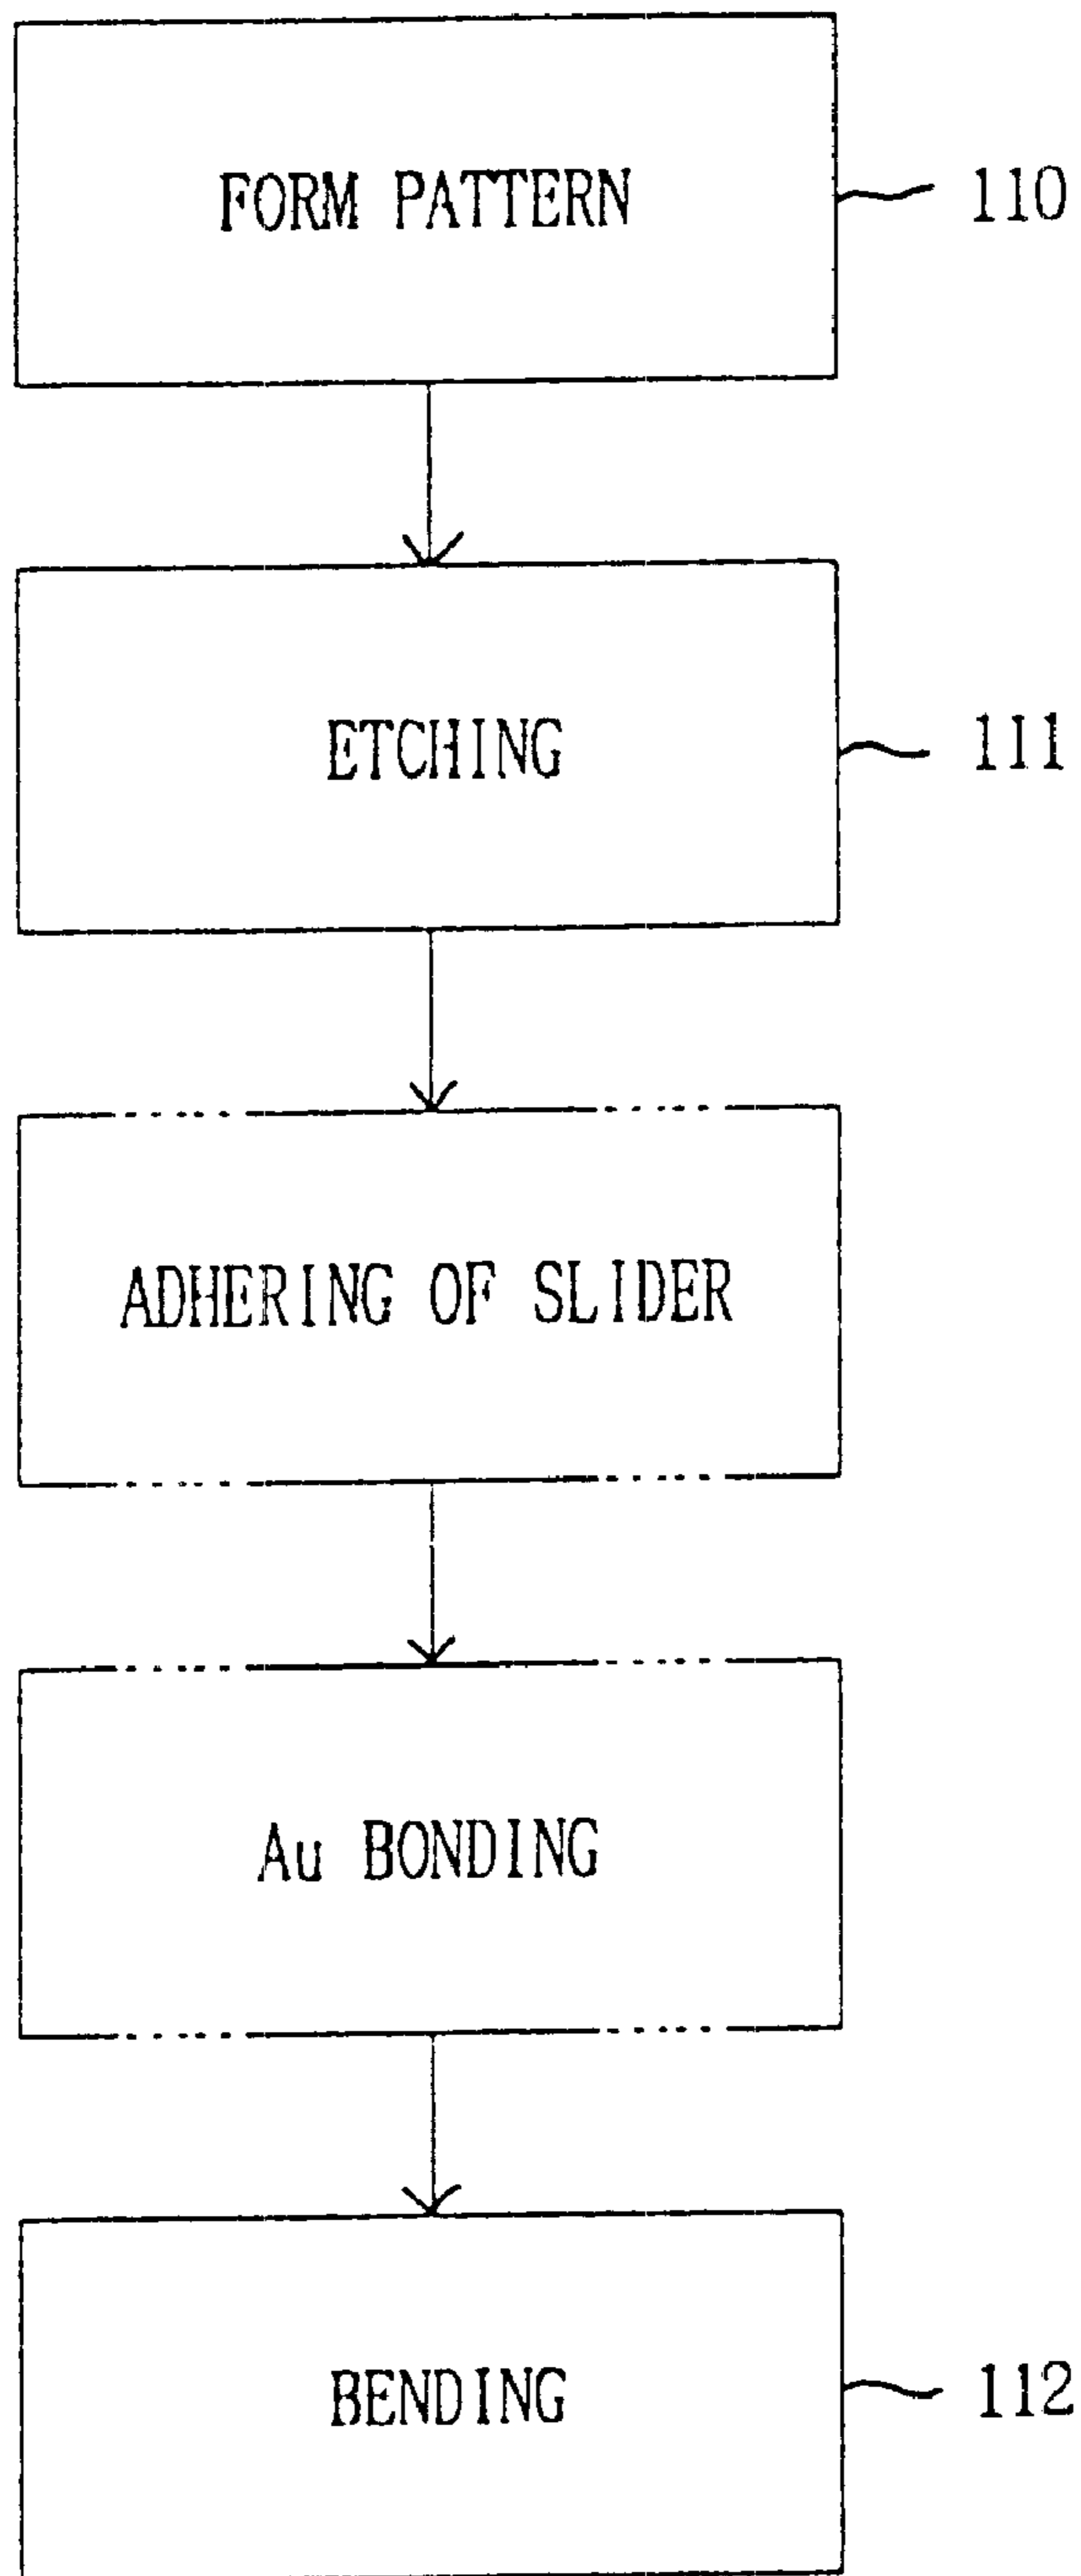 FORM PATTERN
110
ETCHING
111
ADHERING OF SLIDER
Au BONDING
BENDING
112